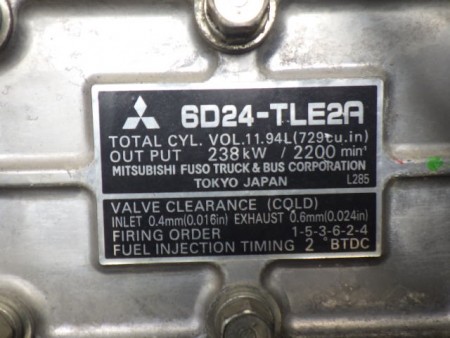 6D24-TLE2A
TOTAL CYL. VOL. 11.94L(729cu.in)
OUT PUT 238kW / 2200 min⁻¹
MITSUBISHI FUSO TRUCK & BUS CORPORATION
TOKYO JAPAN L285
VALVE CLEARANCE (COLD)
INLET 0.4mm(0.016in) EXHAUST 0.6mm(0.024in)
FIRING ORDER 1-5-3-6-2-4
FUEL INJECTION TIMING 2 °BTDC